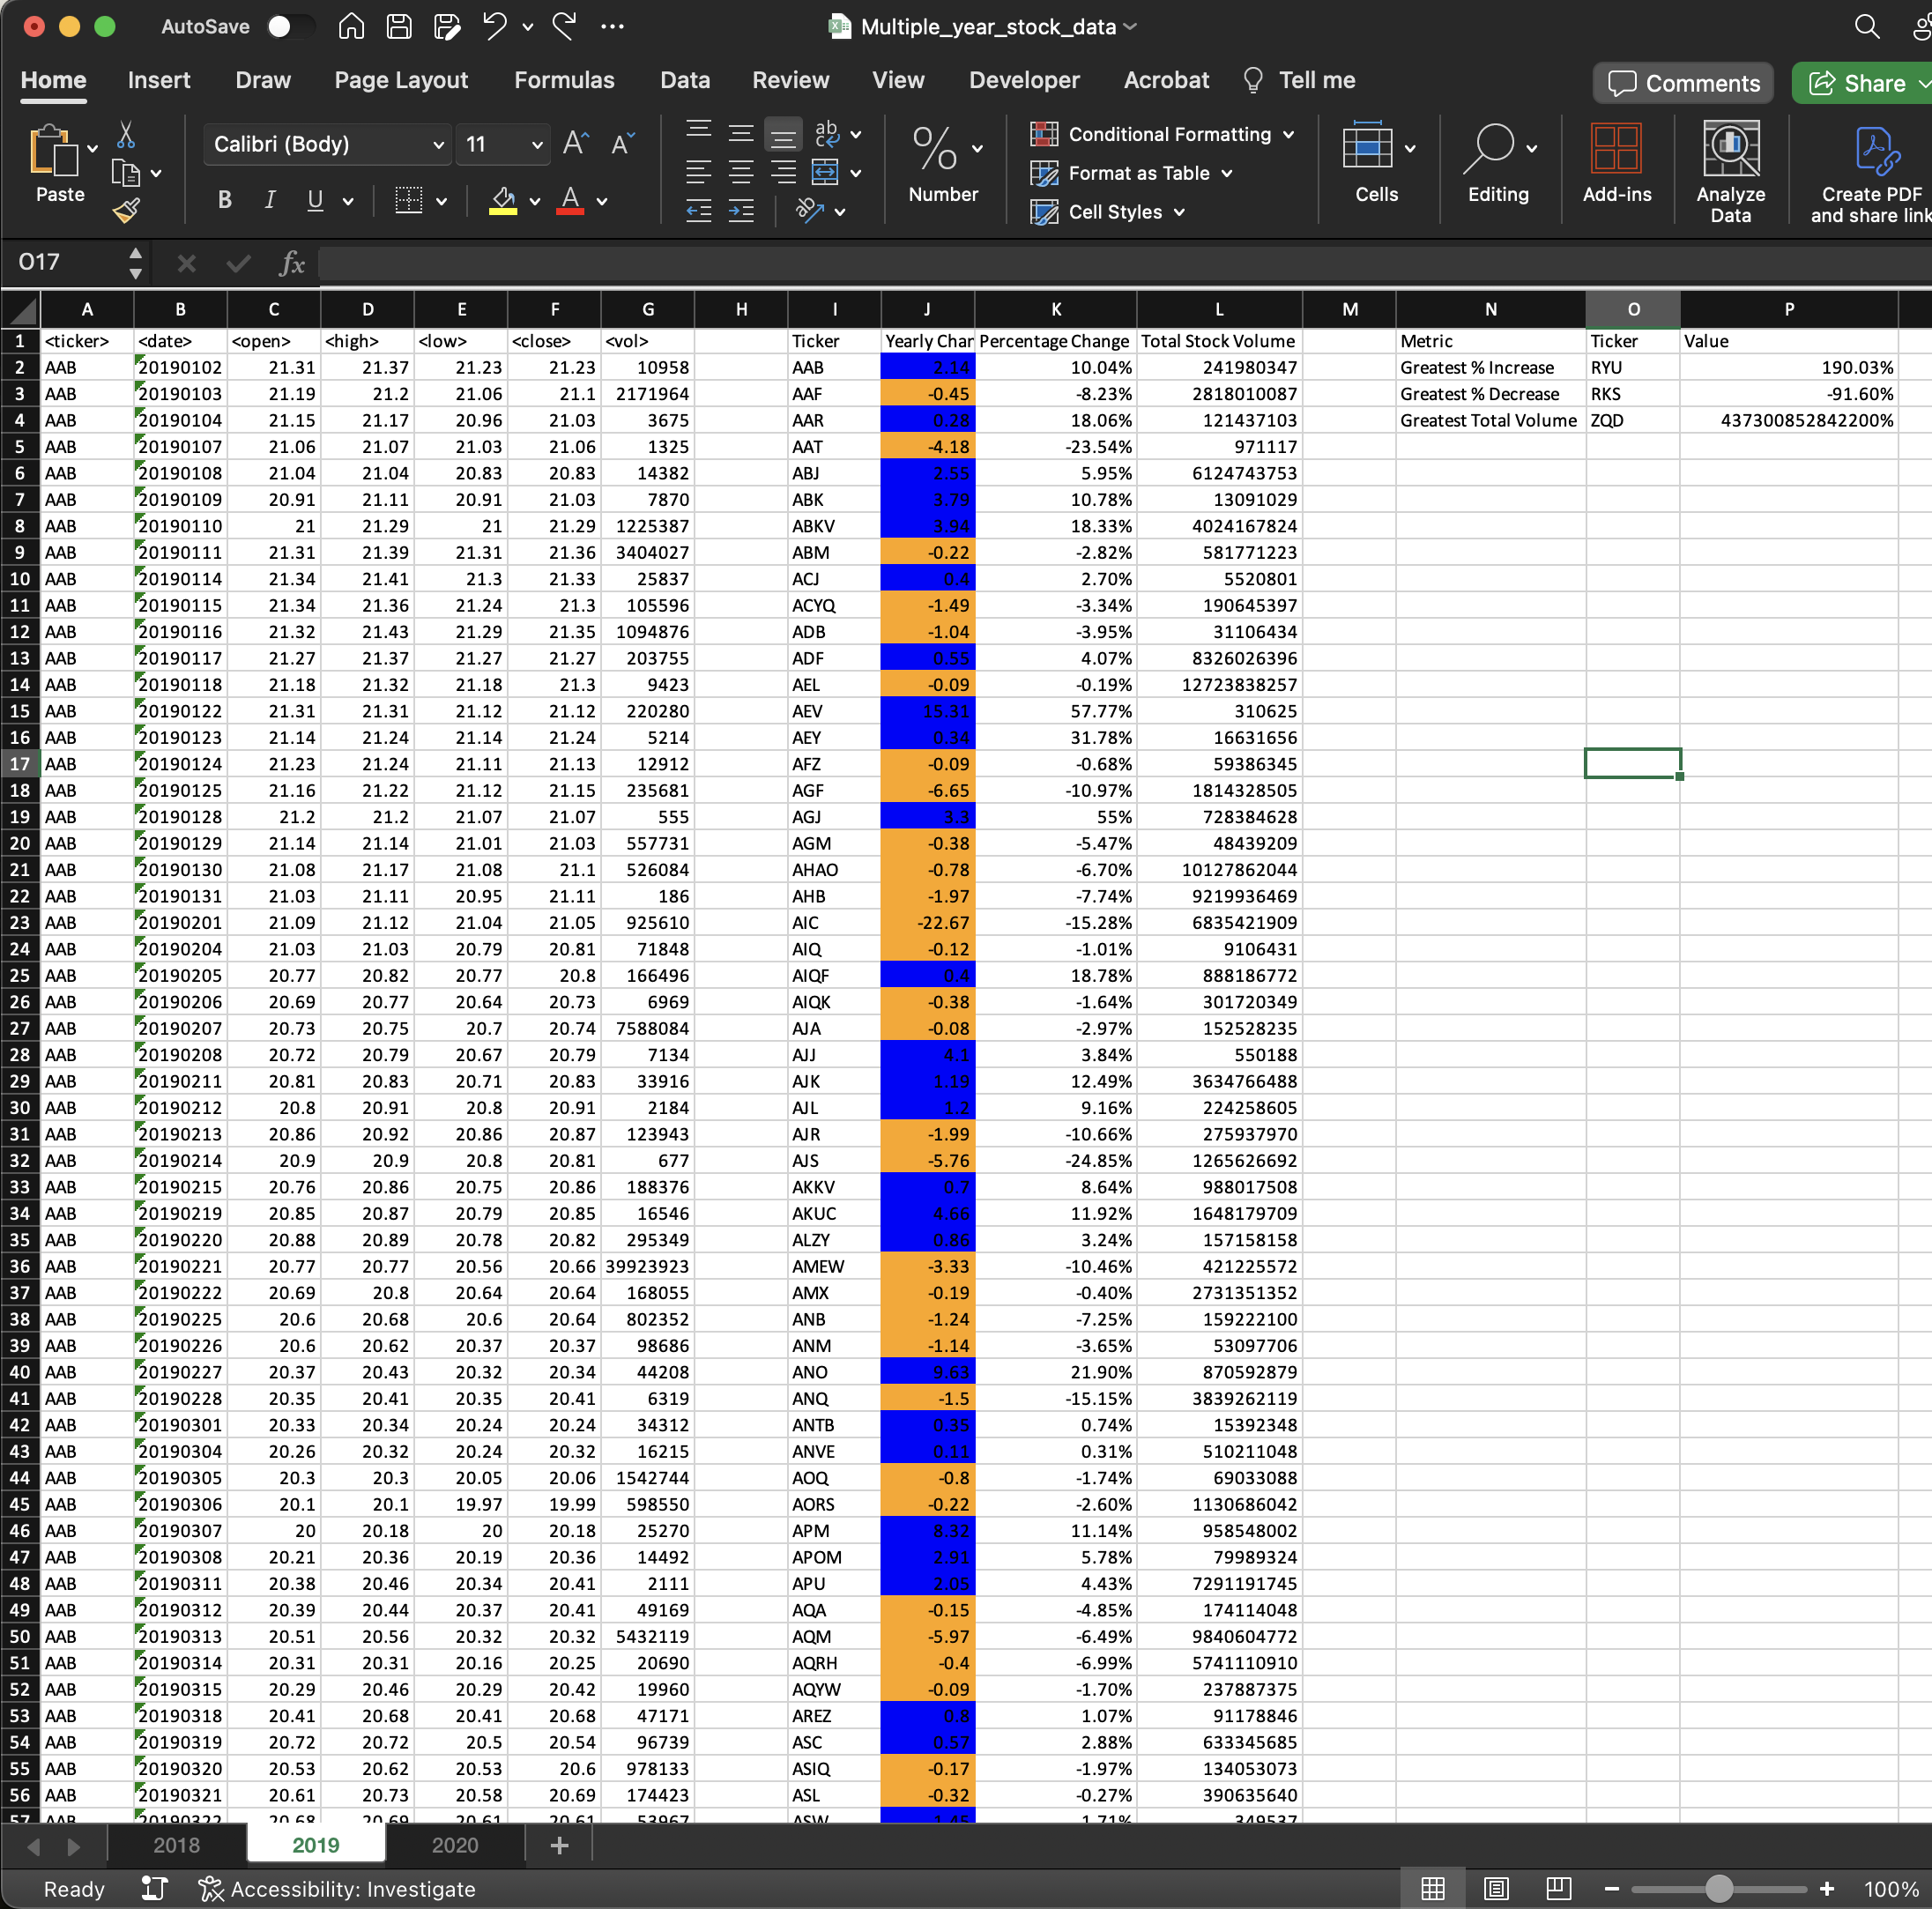 AutoSave Multiple_year_stock_data
Home Insert Draw Page Layout Formulas Data Review View Developer Acrobat Tell me Comments Share
Paste Calibri (Body) 11 A A ab % Number Conditional Formatting Cells Editing Add-ins Analyze Data Create PDF and share link
B I U A Format as Table
Cell Styles
O17 fx
A B C D E F G H I J K L M N O P
1 <ticker> <date> <open> <high> <low> <close> <vol> Ticker Yearly Char Percentage Change Total Stock Volume Metric Ticker Value
2 AAB 20190102 21.31 21.37 21.23 21.23 10958 AAB 2.14 10.04% 241980347 Greatest % Increase RYU 190.03%
3 AAB 20190103 21.19 21.2 21.06 21.1 2171964 AAF -0.45 -8.23% 2818010087 Greatest % Decrease RKS -91.60%
4 AAB 20190104 21.15 21.17 20.96 21.03 3675 AAR 0.28 18.06% 121437103 Greatest Total Volume ZQD 437300852842200%
5 AAB 20190107 21.06 21.07 21.03 21.06 1325 AAT -4.18 -23.54% 971117
6 AAB 20190108 21.04 21.04 20.83 20.83 14382 ABJ 2.55 5.95% 6124743753
7 AAB 20190109 20.91 21.11 20.91 21.03 7870 ABK 3.79 10.78% 13091029
8 AAB 20190110 21 21.29 21 21.29 1225387 ABKV 3.94 18.33% 4024167824
9 AAB 20190111 21.31 21.39 21.31 21.36 3404027 ABM -0.22 -2.82% 581771223
10 AAB 20190114 21.34 21.41 21.3 21.33 25837 ACJ 0.4 2.70% 5520801
11 AAB 20190115 21.34 21.36 21.24 21.3 105596 ACYQ -1.49 -3.34% 190645397
12 AAB 20190116 21.32 21.43 21.29 21.35 1094876 ADB -1.04 -3.95% 31106434
13 AAB 20190117 21.27 21.37 21.27 21.27 203755 ADF 0.55 4.07% 8326026396
14 AAB 20190118 21.18 21.32 21.18 21.3 9423 AEL -0.09 -0.19% 12723838257
15 AAB 20190122 21.31 21.31 21.12 21.12 220280 AEV 15.31 57.77% 310625
16 AAB 20190123 21.14 21.24 21.14 21.24 5214 AEY 0.34 31.78% 16631656
17 AAB 20190124 21.23 21.24 21.11 21.13 12912 AFZ -0.09 -0.68% 59386345
18 AAB 20190125 21.16 21.22 21.12 21.15 235681 AGF -6.65 -10.97% 1814328505
19 AAB 20190128 21.2 21.2 21.07 21.07 555 AGJ 3.3 55% 728384628
20 AAB 20190129 21.14 21.14 21.01 21.03 557731 AGM -0.38 -5.47% 48439209
21 AAB 20190130 21.08 21.17 21.08 21.1 526084 AHAO -0.78 -6.70% 10127862044
22 AAB 20190131 21.03 21.11 20.95 21.11 186 AHB -1.97 -7.74% 9219936469
23 AAB 20190201 21.09 21.12 21.04 21.05 925610 AIC -22.67 -15.28% 6835421909
24 AAB 20190204 21.03 21.03 20.79 20.81 71848 AIQ -0.12 -1.01% 9106431
25 AAB 20190205 20.77 20.82 20.77 20.8 166496 AIQF 0.4 18.78% 888186772
26 AAB 20190206 20.69 20.77 20.64 20.73 6969 AIQK -0.38 -1.64% 301720349
27 AAB 20190207 20.73 20.75 20.7 20.74 7588084 AJA -0.08 -2.97% 152528235
28 AAB 20190208 20.72 20.79 20.67 20.79 7134 AJJ 4.1 3.84% 550188
29 AAB 20190211 20.81 20.83 20.71 20.83 33916 AJK 1.19 12.49% 3634766488
30 AAB 20190212 20.8 20.91 20.8 20.91 2184 AJL 1.2 9.16% 224258605
31 AAB 20190213 20.86 20.92 20.86 20.87 123943 AJR -1.99 -10.66% 275937970
32 AAB 20190214 20.9 20.9 20.8 20.81 677 AJS -5.76 -24.85% 1265626692
33 AAB 20190215 20.76 20.86 20.75 20.86 188376 AKKV 0.7 8.64% 988017508
34 AAB 20190219 20.85 20.87 20.79 20.85 16546 AKUC 4.66 11.92% 1648179709
35 AAB 20190220 20.88 20.89 20.78 20.82 295349 ALZY 0.86 3.24% 157158158
36 AAB 20190221 20.77 20.77 20.56 20.66 39923923 AMEW -3.33 -10.46% 421225572
37 AAB 20190222 20.69 20.8 20.64 20.64 168055 AMX -0.19 -0.40% 2731351352
38 AAB 20190225 20.6 20.68 20.6 20.64 802352 ANB -1.24 -7.25% 159222100
39 AAB 20190226 20.6 20.62 20.37 20.37 98686 ANM -1.14 -3.65% 53097706
40 AAB 20190227 20.37 20.43 20.32 20.34 44208 ANO 9.63 21.90% 870592879
41 AAB 20190228 20.35 20.41 20.35 20.41 6319 ANQ -1.5 -15.15% 3839262119
42 AAB 20190301 20.33 20.34 20.24 20.24 34312 ANTB 0.35 0.74% 15392348
43 AAB 20190304 20.26 20.32 20.24 20.32 16215 ANVE 0.11 0.31% 510211048
44 AAB 20190305 20.3 20.3 20.05 20.06 1542744 AOQ -0.8 -1.74% 69033088
45 AAB 20190306 20.1 20.1 19.97 19.99 598550 AORS -0.22 -2.60% 1130686042
46 AAB 20190307 20 20.18 20 20.18 25270 APM 8.32 11.14% 958548002
47 AAB 20190308 20.21 20.36 20.19 20.36 14492 APOM 2.91 5.78% 79989324
48 AAB 20190311 20.38 20.46 20.34 20.41 2111 APU 2.05 4.43% 7291191745
49 AAB 20190312 20.39 20.44 20.37 20.41 49169 AQA -0.15 -4.85% 174114048
50 AAB 20190313 20.51 20.56 20.32 20.32 5432119 AQM -5.97 -6.49% 9840604772
51 AAB 20190314 20.31 20.31 20.16 20.25 20690 AQRH -0.4 -6.99% 5741110910
52 AAB 20190315 20.29 20.46 20.29 20.42 19960 AQYW -0.09 -1.70% 237887375
53 AAB 20190318 20.41 20.68 20.41 20.68 47171 AREZ 0.8 1.07% 91178846
54 AAB 20190319 20.72 20.72 20.5 20.54 96739 ASC 0.57 2.88% 633345685
55 AAB 20190320 20.53 20.62 20.53 20.6 978133 ASIQ -0.17 -1.97% 134053073
56 AAB 20190321 20.61 20.73 20.58 20.69 174423 ASL -0.32 -0.27% 390635640
57 AAB 20190322 20.68 20.69 20.61 20.61 53967 ASW 1.45 1.71% 349537
2018 2019 2020 +
Ready Accessibility: Investigate 100%